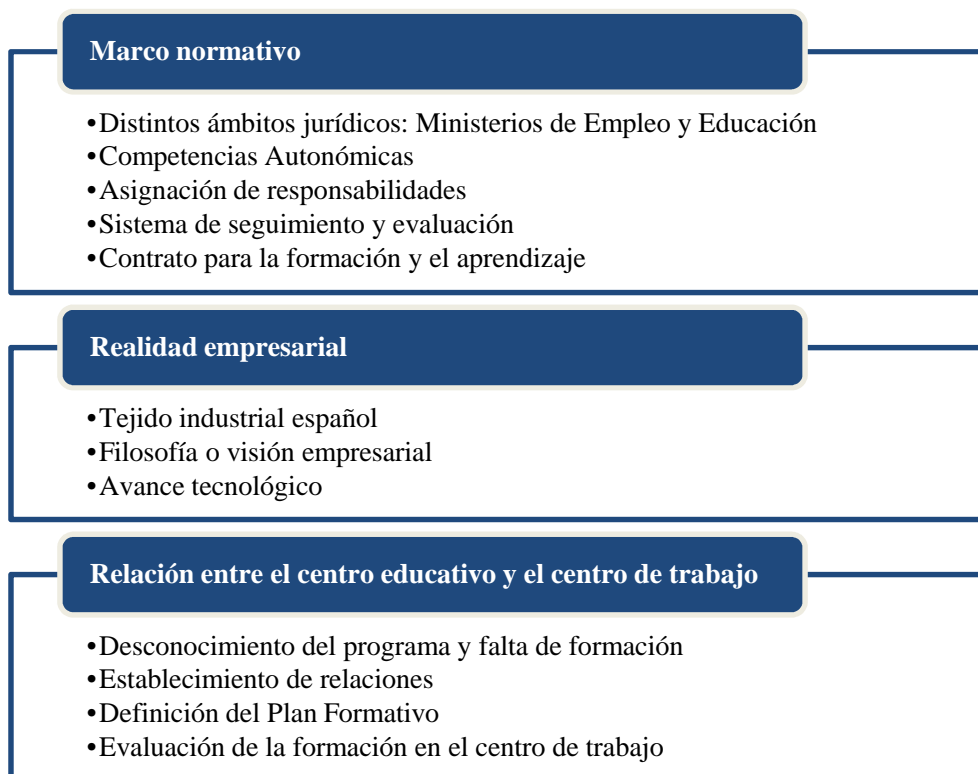 Marco normativo
•Distintos ámbitos jurídicos: Ministerios de Empleo y Educación
•Competencias Autonómicas
•Asignación de responsabilidades
•Sistema de seguimiento y evaluación
•Contrato para la formación y el aprendizaje
Realidad empresarial
•Tejido industrial español
•Filosofía o visión empresarial
•Avance tecnológico
Relación entre el centro educativo y el centro de trabajo
•Desconocimiento del programa y falta de formación
•Establecimiento de relaciones
•Definición del Plan Formativo
•Evaluación de la formación en el centro de trabajo